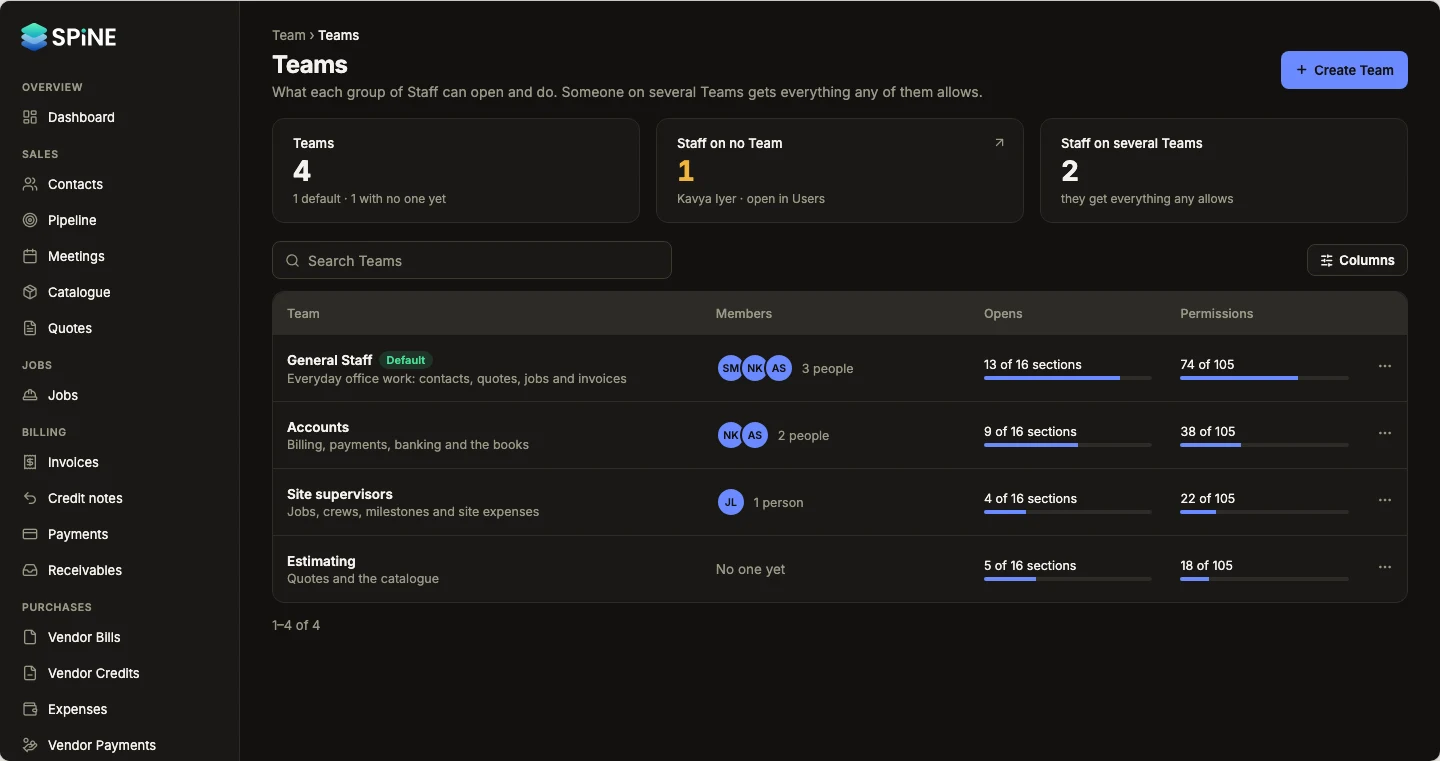 SPiNE
OVERVIEW
Dashboard
SALES
Contacts
Pipeline
Meetings
Catalogue
Quotes
JOBS
Jobs
BILLING
Invoices
Credit notes
Payments
Receivables
PURCHASES
Vendor Bills
Vendor Credits
Expenses
Vendor Payments
Team › Teams
Teams
What each group of Staff can open and do. Someone on several Teams gets everything any of them allows.
+ Create Team
Teams
4
1 default · 1 with no one yet
Staff on no Team
1
Kavya Iyer · open in Users
Staff on several Teams
2
they get everything any allows
Search Teams
Columns
Team Members Opens Permissions
General Staff Default
Everyday office work: contacts, quotes, jobs and invoices
SM NK AS 3 people
13 of 16 sections
74 of 105
Accounts
Billing, payments, banking and the books
NK AS 2 people
9 of 16 sections
38 of 105
Site supervisors
Jobs, crews, milestones and site expenses
JL 1 person
4 of 16 sections
22 of 105
Estimating
Quotes and the catalogue
No one yet
5 of 16 sections
18 of 105
1–4 of 4